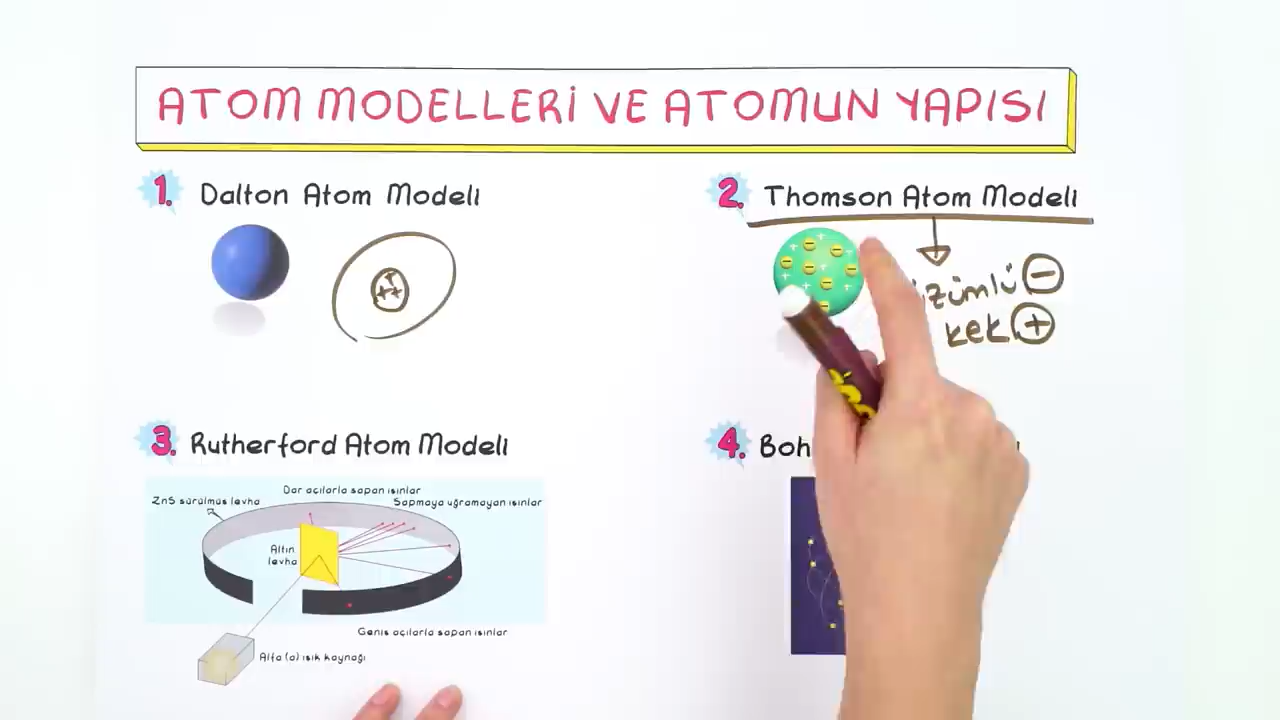 ATOM MODELLERİ VE ATOMUN YAPISI
1. Dalton Atom Modeli
2. Thomson Atom Modeli
kek +
3. Rutherford Atom Modeli
Dar açılarla sapan ışınlar
ZnS sürülmüş levha
Sapmaya uğramayan ışınlar
Altın
levha
Geniş açılarla sapan ışınlar
Alfa (α) ışık kaynağı
4.